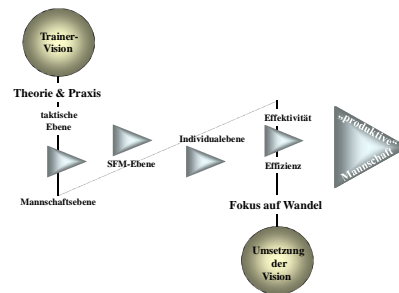 Trainer-
Vision
Theorie & Praxis
taktische
Ebene
Mannschaftsebene
SFM-Ebene
Individualebene
Effektivität
Effizienz
„produktive“
Mannschaft
Fokus auf Wandel
Umsetzung
der
Vision